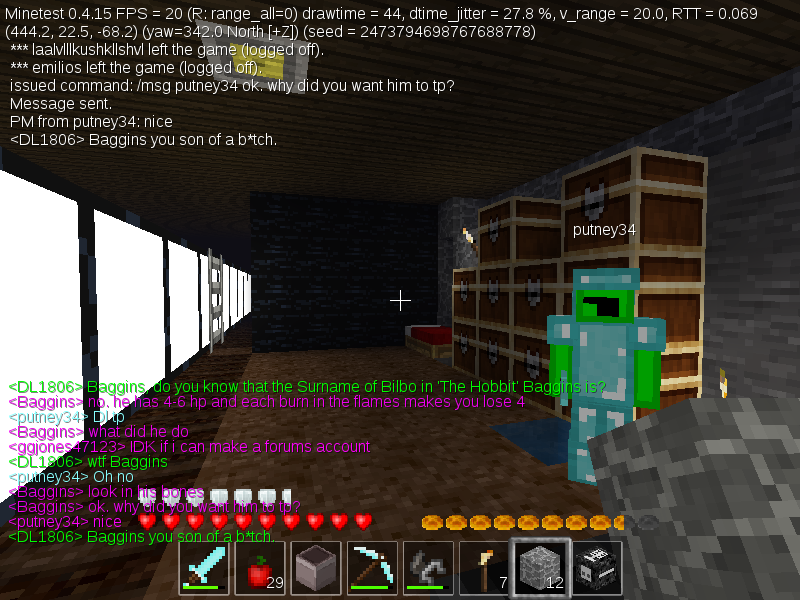 Minetest 0.4.15 FPS = 20 (R: range_all=0) drawtime = 44, dtime_jitter = 27.8 %, v_range = 20.0, RTT = 0.069
(444.2, 22.5, -68.2) (yaw=342.0 North [+Z]) (seed = 2473794698767688778)
*** laalvlllkushkllshvl left the game (logged off).
*** emilios left the game (logged off).
issued command: /msg putney34 ok. why did you want him to tp?
Message sent.
PM from putney34: nice
<DL1806> Baggins you son of a b*tch.
putney34
<DL1806> Baggins, do you know that the Surname of Bilbo in 'The Hobbit' Baggins is?
<Baggins> no. he has 4-6 hp and each burn in the flames makes you lose 4
<putney34> Dl tp
<Baggins> what did he do
<ggjones47123> IDK if i can make a forums account
<DL1806> wtf Baggins
<putney34> Oh no
<Baggins> look in his bones
<Baggins> ok. why did you want him to tp?
<putney34> nice
<DL1806> Baggins you son of a b*tch.
29
7
12